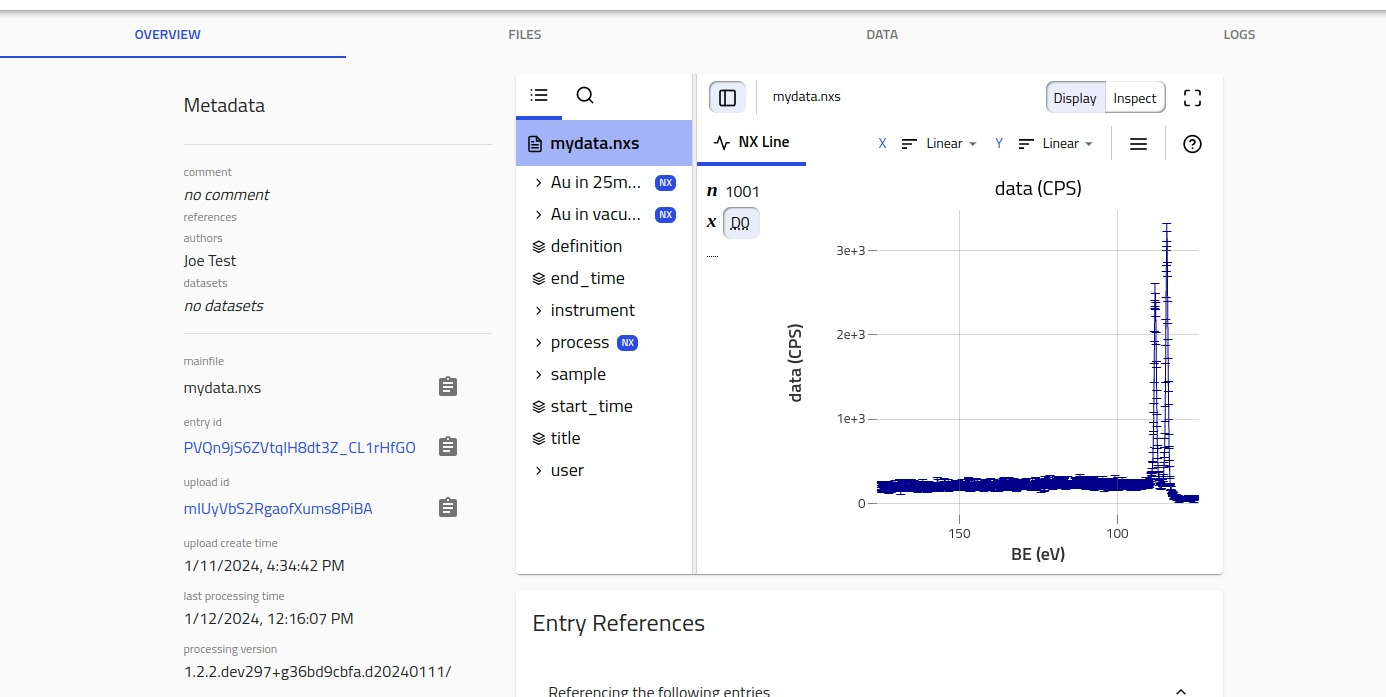 OVERVIEW FILES DATA LOGS
Metadata
comment
no comment
references
authors
Joe Test
datasets
no datasets
mainfile
mydata.nxs
entry id
PVQn9jS6ZVtqIH8dt3Z_CL1rHfGO
upload id
mIUyVbS2RgaofXums8PiBA
upload create time
1/11/2024, 4:34:42 PM
last processing time
1/12/2024, 12:16:07 PM
processing version
1.2.2.dev297+g36bd9cbfa.d20240111/
mydata.nxs
Au in 25m... NX
Au in vacu... NX
definition
end_time
instrument
process NX
sample
start_time
title
user
mydata.nxs Display Inspect
NX Line X Linear Y Linear
n 1001
x D0
data (CPS)
data (CPS)
3e+3
2e+3
1e+3
0
150 100
BE (eV)
Entry References
Referencing the following entries